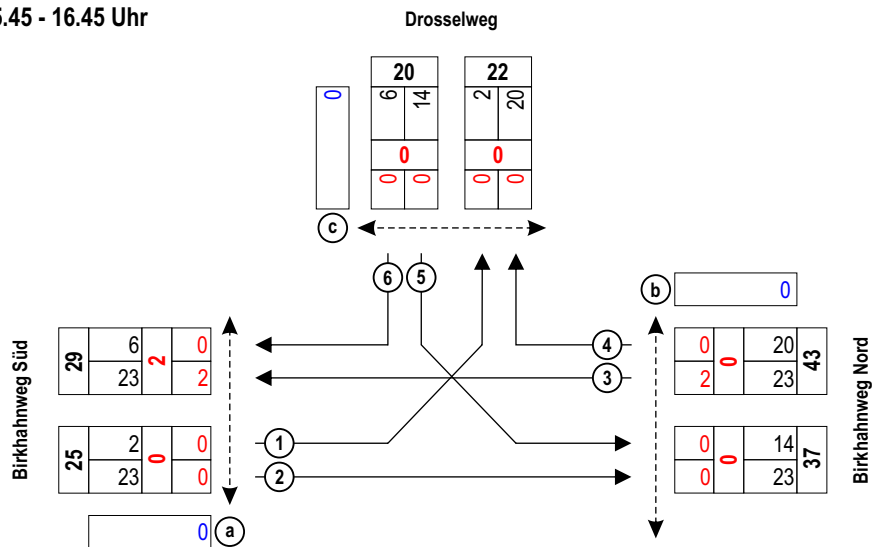 5.45 - 16.45 Uhr
Drosselweg
20 22
0 6 14 2 20
0 0
0 0 0 0
c
6 5
b 0
Birkhahnweg Süd
29 6 2 0
23 2
4
3
0 0 20 43
2 23
Birkhahnweg Nord
25 2 0 0
23 0
1
2
0 0 14 37
0 23
0 a